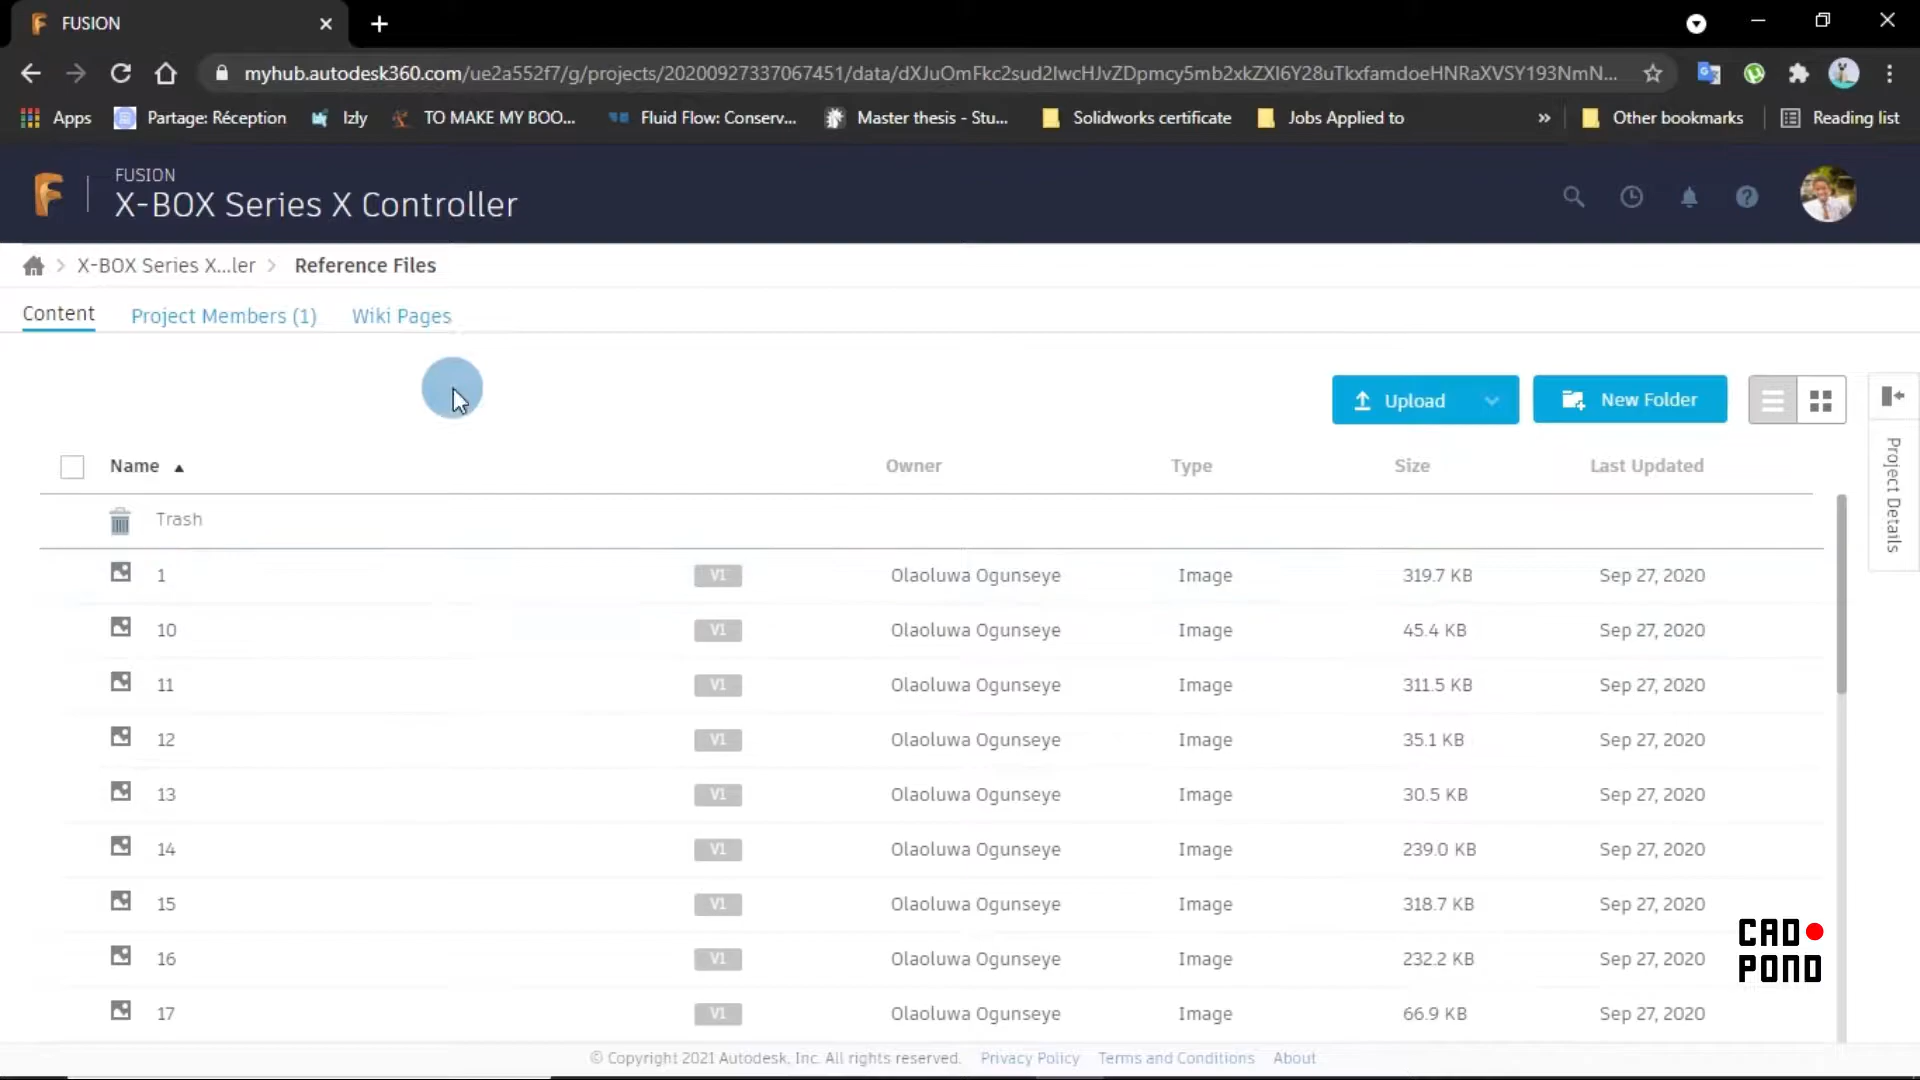 FUSION
myhub.autodesk360.com/ue2a552f7/g/projects/20200927337067451/data/dXJuOmFkc2sud2lwcHJvZDpmcy5mb2xkZXI6Y28uTkxfamdoeHNRaXVSY193NmN...
Apps Partage: Réception Izly TO MAKE MY BOO... Fluid Flow: Conserv... Master thesis - Stu... Solidworks certificate Jobs Applied to » Other bookmarks Reading list
FUSION
X-BOX Series X Controller
X-BOX Series X...ler > Reference Files
Content Project Members (1) Wiki Pages
Upload New Folder
Project Details
Name Owner Type Size Last Updated
Trash
1 V1 Olaoluwa Ogunseye Image 319.7 KB Sep 27, 2020
10 V1 Olaoluwa Ogunseye Image 45.4 KB Sep 27, 2020
11 V1 Olaoluwa Ogunseye Image 311.5 KB Sep 27, 2020
12 V1 Olaoluwa Ogunseye Image 35.1 KB Sep 27, 2020
13 V1 Olaoluwa Ogunseye Image 30.5 KB Sep 27, 2020
14 V1 Olaoluwa Ogunseye Image 239.0 KB Sep 27, 2020
15 V1 Olaoluwa Ogunseye Image 318.7 KB Sep 27, 2020
16 V1 Olaoluwa Ogunseye Image 232.2 KB Sep 27, 2020
17 V1 Olaoluwa Ogunseye Image 66.9 KB Sep 27, 2020
CAD
POND
© Copyright 2021 Autodesk, Inc. All rights reserved. Privacy Policy Terms and Conditions About